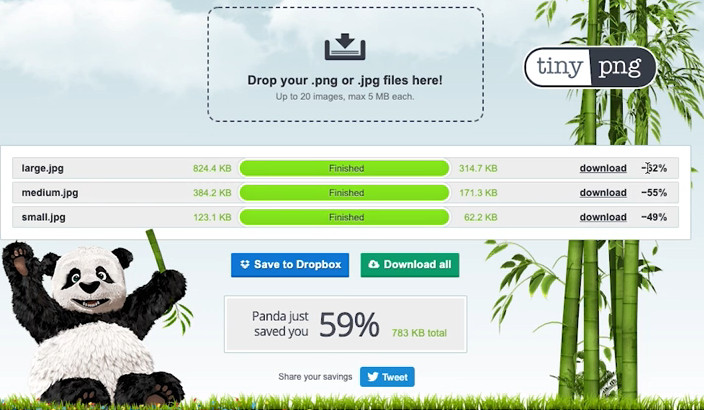 Drop your .png or .jpg files here!
Up to 20 images, max 5 MB each.
tiny png
large.jpg 824.4 KB Finished 314.7 KB download −62%
medium.jpg 384.2 KB Finished 171.3 KB download −55%
small.jpg 123.1 KB Finished 62.2 KB download −49%
Save to Dropbox Download all
Panda just
saved you 59% 783 KB total
Share your savings Tweet